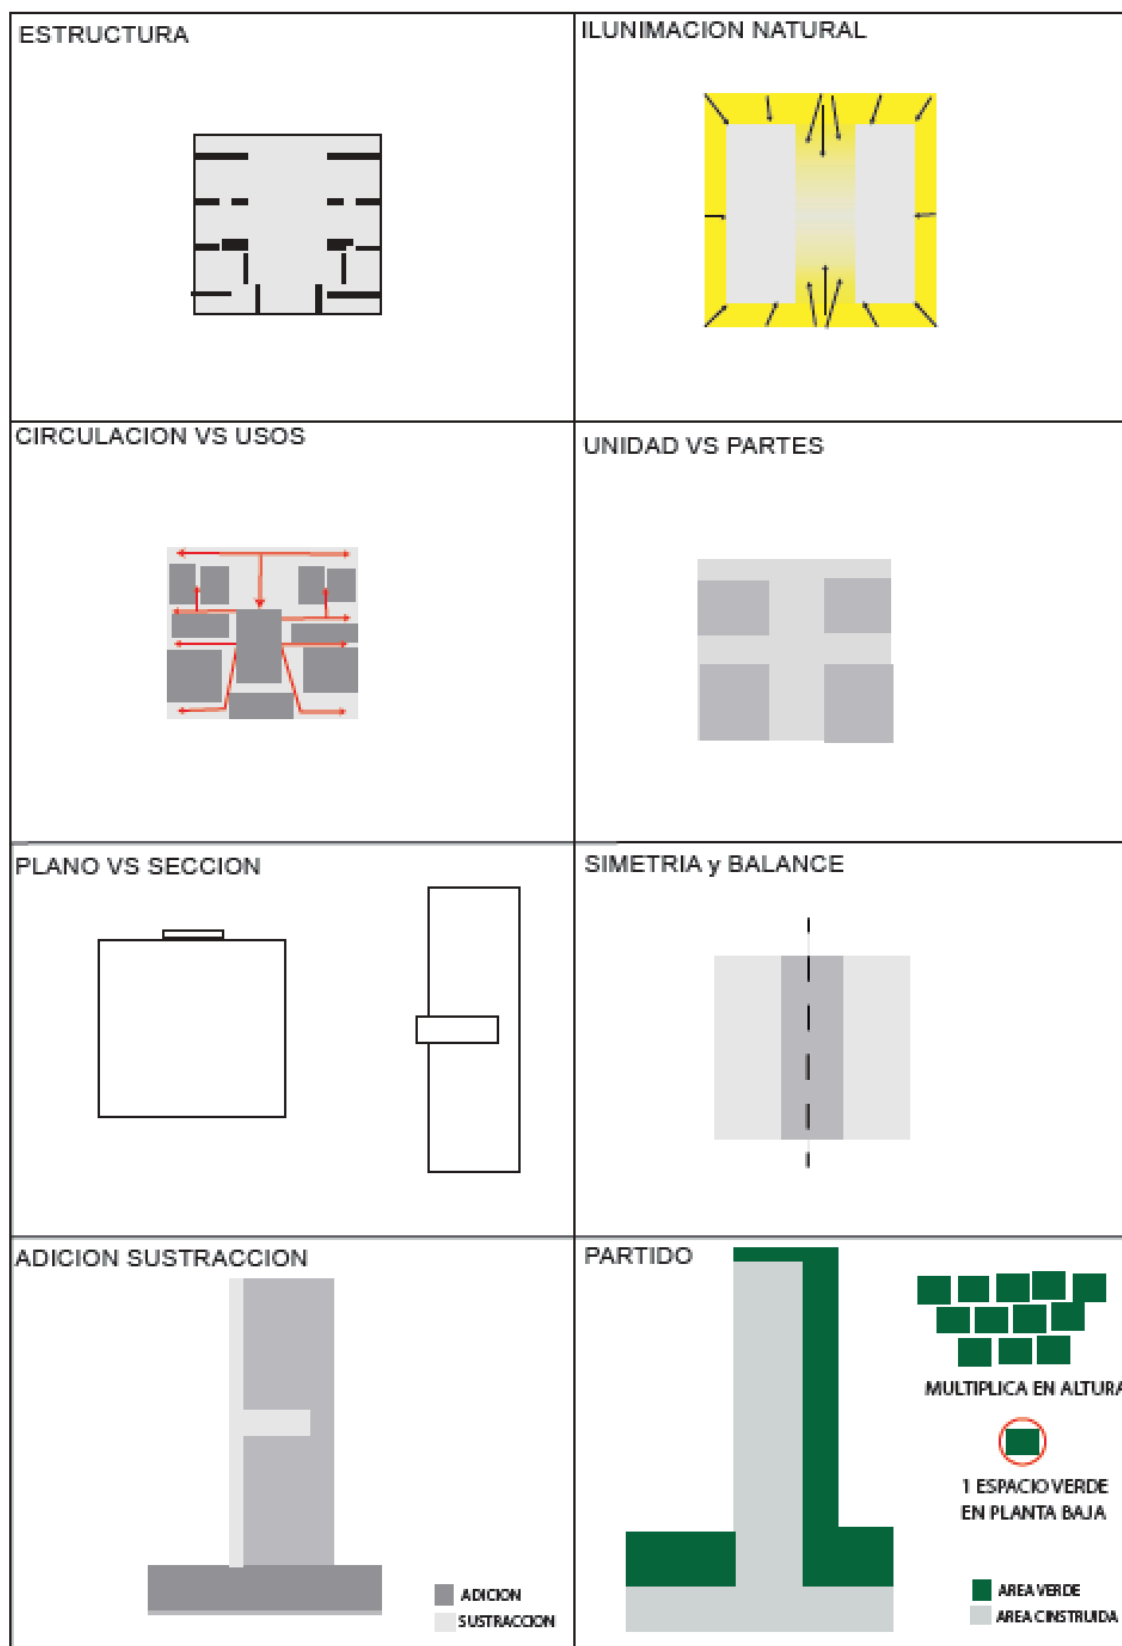 ESTRUCTURA
ILUNIMACION NATURAL
CIRCULACION VS USOS
UNIDAD VS PARTES
PLANO VS SECCION
SIMETRIA y BALANCE
ADICION SUSTRACCION
ADICION
SUSTRACCION
PARTIDO
MULTIPLICA EN ALTURA
1 ESPACIO VERDE
EN PLANTA BAJA
AREA VERDE
AREA CINSTRUIDA